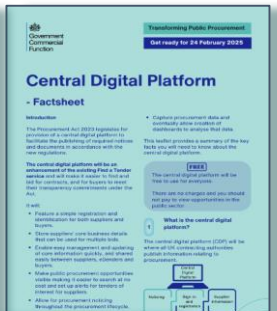 Government
Commercial
Function
Transforming Public Procurement
Get ready for 24 February 2025
Central Digital Platform
- Factsheet
Introduction
The Procurement Act 2023 legislates for
provision of a central digital platform to
facilitate the publishing of required notices
and documents in accordance with the
new regulations.
The central digital platform will be an
enhancement of the existing Find a Tender
service and will make it easier to find and
bid for contracts, and for buyers to meet
their transparency commitments under the
Act.
It will:
• Feature a simple registration and
identification for both suppliers and
buyers.
• Store suppliers' core business details
that can be used for multiple bids
• Enable easy management and updating
of core information quickly, and shared
easily between suppliers, eSenders and
buyers.
• Make public procurement opportunities
visible making it easier to search at no
cost and set up alerts for tenders of
interest for suppliers.
• Allow for procurement noticing
throughout the procurement lifecycle.
• Capture procurement data and
eventually allow creation of
dashboards to analyse that data.
This leaflet provides a summary of the key
facts you will need to know about the
central digital platform.
FREE
The central digital platform will be
free to use for everyone.
There are no charges and you should
not pay to view opportunities in the
public sector.
1
What is the central digital
platform?
The central digital platform (CDP) will be
where all UK contracting authorities
publish information relating to
procurement.
Central
Digital
Platform
Noticing
Sign in
and
registration
Supplier
information